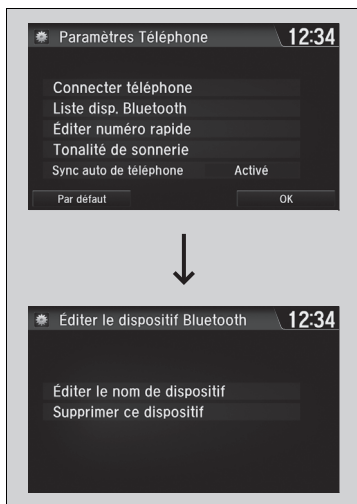 Paramètres Téléphone 12:34
Connecter téléphone
Liste disp. Bluetooth
Éditer numéro rapide
Tonalité de sonnerie
Sync auto de téléphone Activé
Par défaut OK
Éditer le dispositif Bluetooth 12:34
Éditer le nom de dispositif
Supprimer ce dispositif